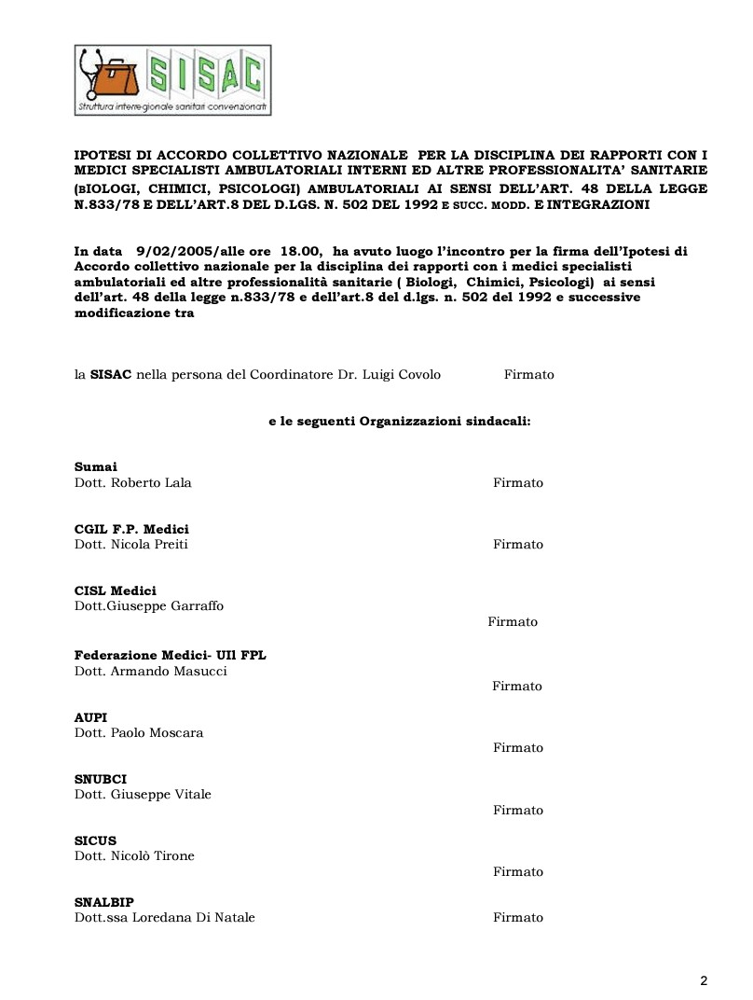 SISAC
Struttura interregionale sanitari convenzionati
IPOTESI DI ACCORDO COLLETTIVO NAZIONALE PER LA DISCIPLINA DEI RAPPORTI CON I
MEDICI SPECIALISTI AMBULATORIALI INTERNI ED ALTRE PROFESSIONALITA' SANITARIE
(BIOLOGI, CHIMICI, PSICOLOGI) AMBULATORIALI AI SENSI DELL'ART. 48 DELLA LEGGE
N.833/78 E DELL'ART.8 DEL D.LGS. N. 502 DEL 1992 E SUCC. MODD. E INTEGRAZIONI
In data 9/02/2005/alle ore 18.00, ha avuto luogo l'incontro per la firma dell'Ipotesi di
Accordo collettivo nazionale per la disciplina dei rapporti con i medici specialisti
ambulatoriali ed altre professionalità sanitarie ( Biologi, Chimici, Psicologi) ai sensi
dell'art. 48 della legge n.833/78 e dell'art.8 del d.lgs. n. 502 del 1992 e successive
modificazione tra
la SISAC nella persona del Coordinatore Dr. Luigi Covolo Firmato
e le seguenti Organizzazioni sindacali:
Sumai
Dott. Roberto Lala Firmato
CGIL F.P. Medici
Dott. Nicola Preiti Firmato
CISL Medici
Dott.Giuseppe Garraffo
Firmato
Federazione Medici- UIl FPL
Dott. Armando Masucci
Firmato
AUPI
Dott. Paolo Moscara
Firmato
SNUBCI
Dott. Giuseppe Vitale
Firmato
SICUS
Dott. Nicolò Tirone
Firmato
SNALBIP
Dott.ssa Loredana Di Natale Firmato
2